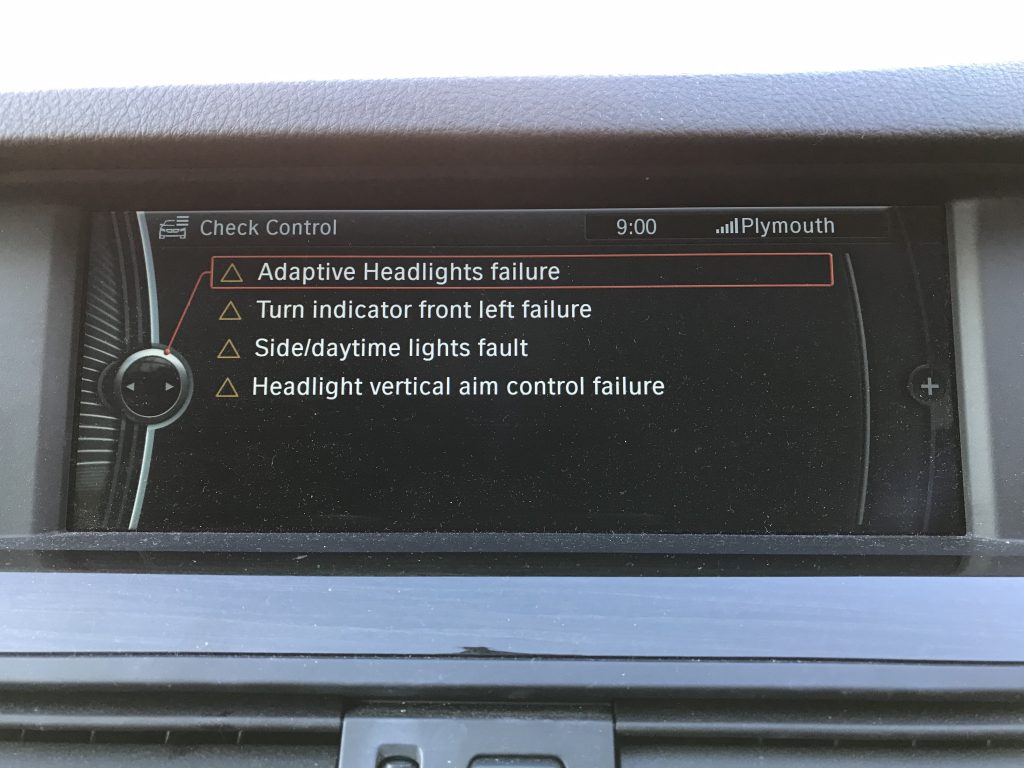 Check Control 9:00 Plymouth
Adaptive Headlights failure
Turn indicator front left failure
Side/daytime lights fault
Headlight vertical aim control failure